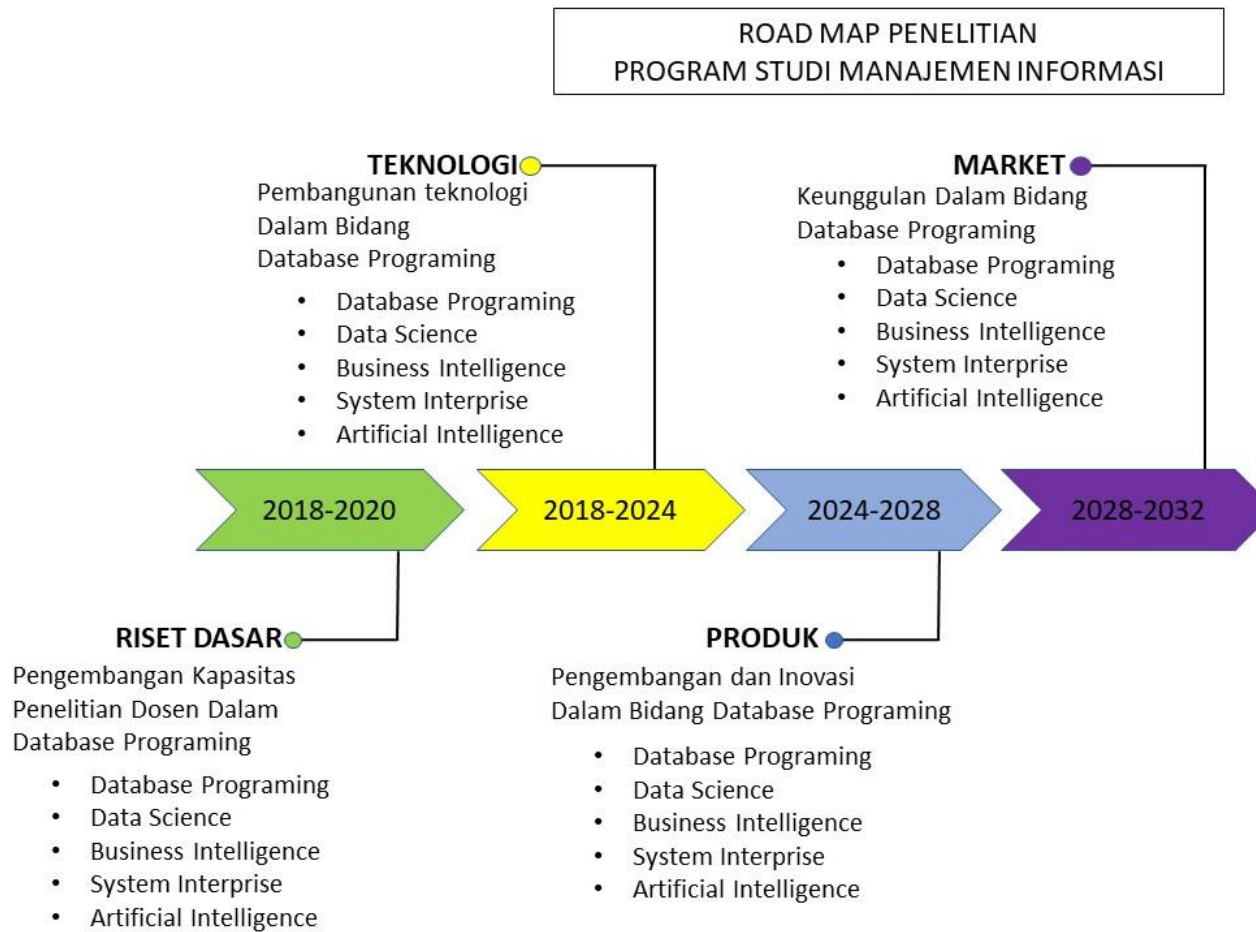 ROAD MAP PENELITIAN
PROGRAM STUDI MANAJEMEN INFORMASI
TEKNOLOGI
Pembangunan teknologi
Dalam Bidang
Database Programing
• Database Programing
• Data Science
• Business Intelligence
• System Interprise
• Artificial Intelligence
MARKET
Keunggulan Dalam Bidang
Database Programing
• Database Programing
• Data Science
• Business Intelligence
• System Interprise
• Artificial Intelligence
2018-2020
2018-2024
2024-2028
2028-2032
RISET DASAR
Pengembangan Kapasitas
Penelitian Dosen Dalam
Database Programing
• Database Programing
• Data Science
• Business Intelligence
• System Interprise
• Artificial Intelligence
PRODUK
Pengembangan dan Inovasi
Dalam Bidang Database Programing
• Database Programing
• Data Science
• Business Intelligence
• System Interprise
• Artificial Intelligence